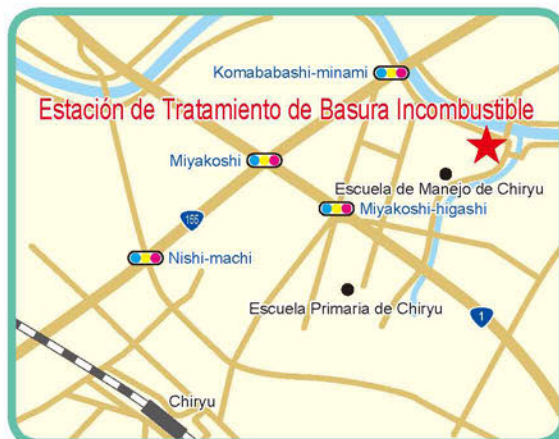 Komababashi-minami
Estación de Tratamiento de Basura Incombustible
Miyakoshi
Escuela de Manejo de Chiryu
Miyakoshi-higashi
155
Nishi-machi
Escuela Primaria de Chiryu
1
Chiryu